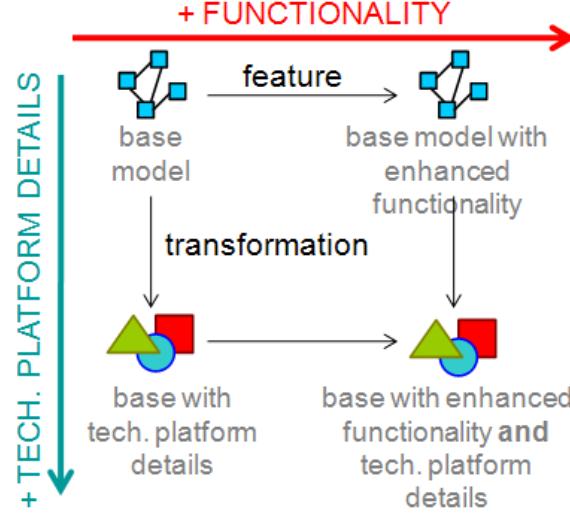 + FUNCTIONALITY
+ TECH. PLATFORM DETAILS
feature
base
model
base model with
enhanced
functionality
transformation
base with
tech. platform
details
base with enhanced
functionality and
tech. platform
details